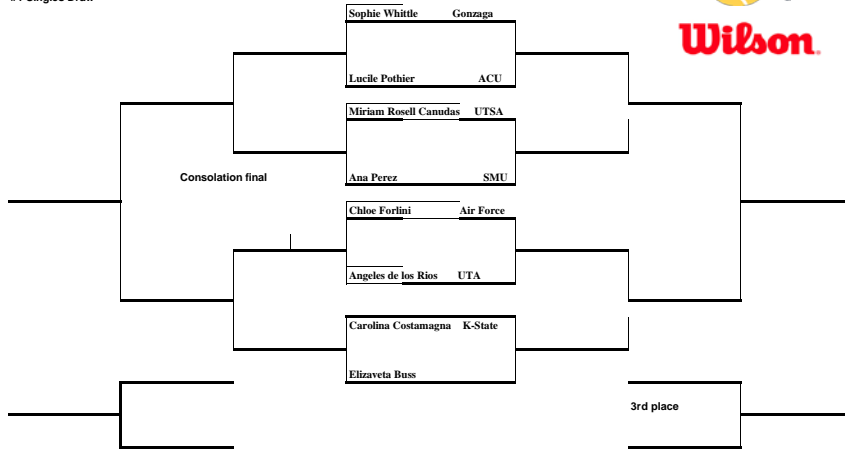 Sophie Whittle Gonzaga
Wilson.
Lucile Pothier ACU
Miriam Rosell Canudas UTSA
Consolation final
Ana Perez SMU
Chloe Forlini Air Force
Angeles de los Rios UTA
Carolina Costamagna K-State
Elizaveta Buss
3rd place